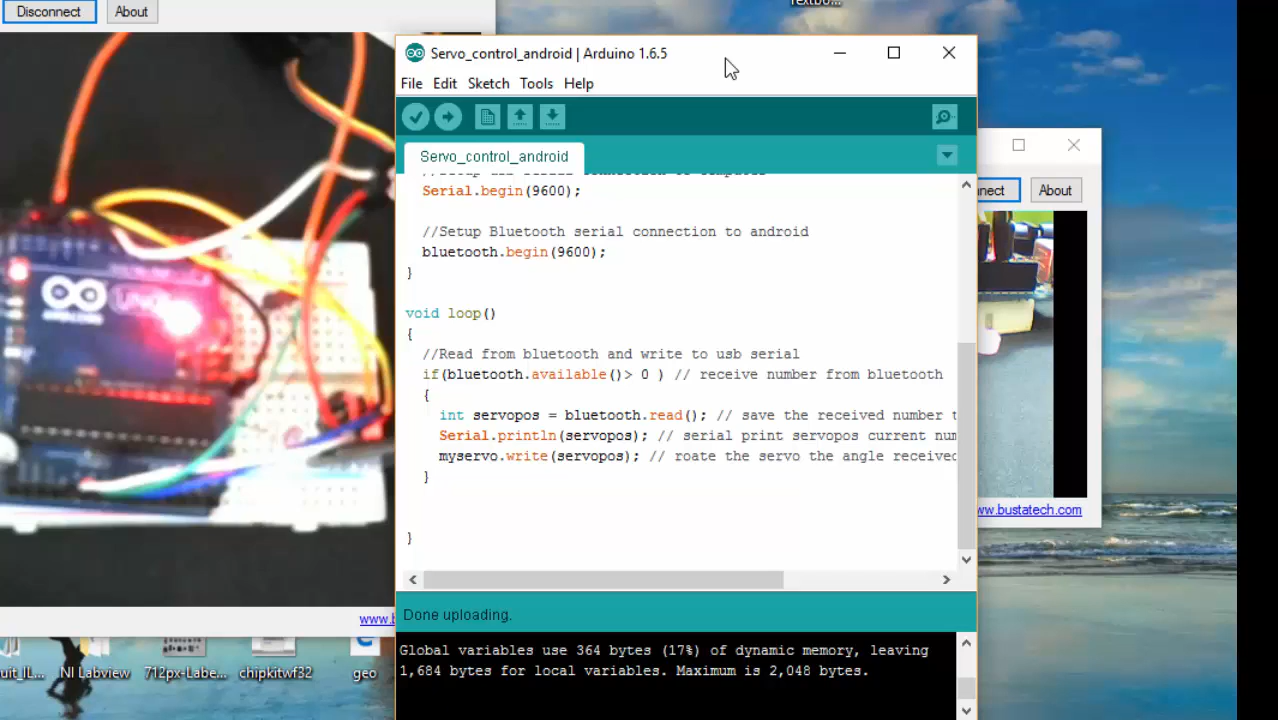 Disconnect
About
Servo_control_android | Arduino 1.6.5
File Edit Sketch Tools Help
Servo_control_android
Serial.begin(9600);
//Setup Bluetooth serial connection to android
bluetooth.begin(9600);
}
void loop()
{
//Read from bluetooth and write to usb serial
if(bluetooth.available()> 0 ) // receive number from bluetooth
{
int servopos = bluetooth.read(); // save the received number t
Serial.println(servopos); // serial print servopos current num
myservo.write(servopos); // roate the servo the angle received
}
}
Done uploading.
Global variables use 364 bytes (17%) of dynamic memory, leaving
1,684 bytes for local variables. Maximum is 2,048 bytes.
nect
About
ww.bustatech.com
www.b
uit_IL...
NI Labview
712px-Labe...
chipkitwf32
geo